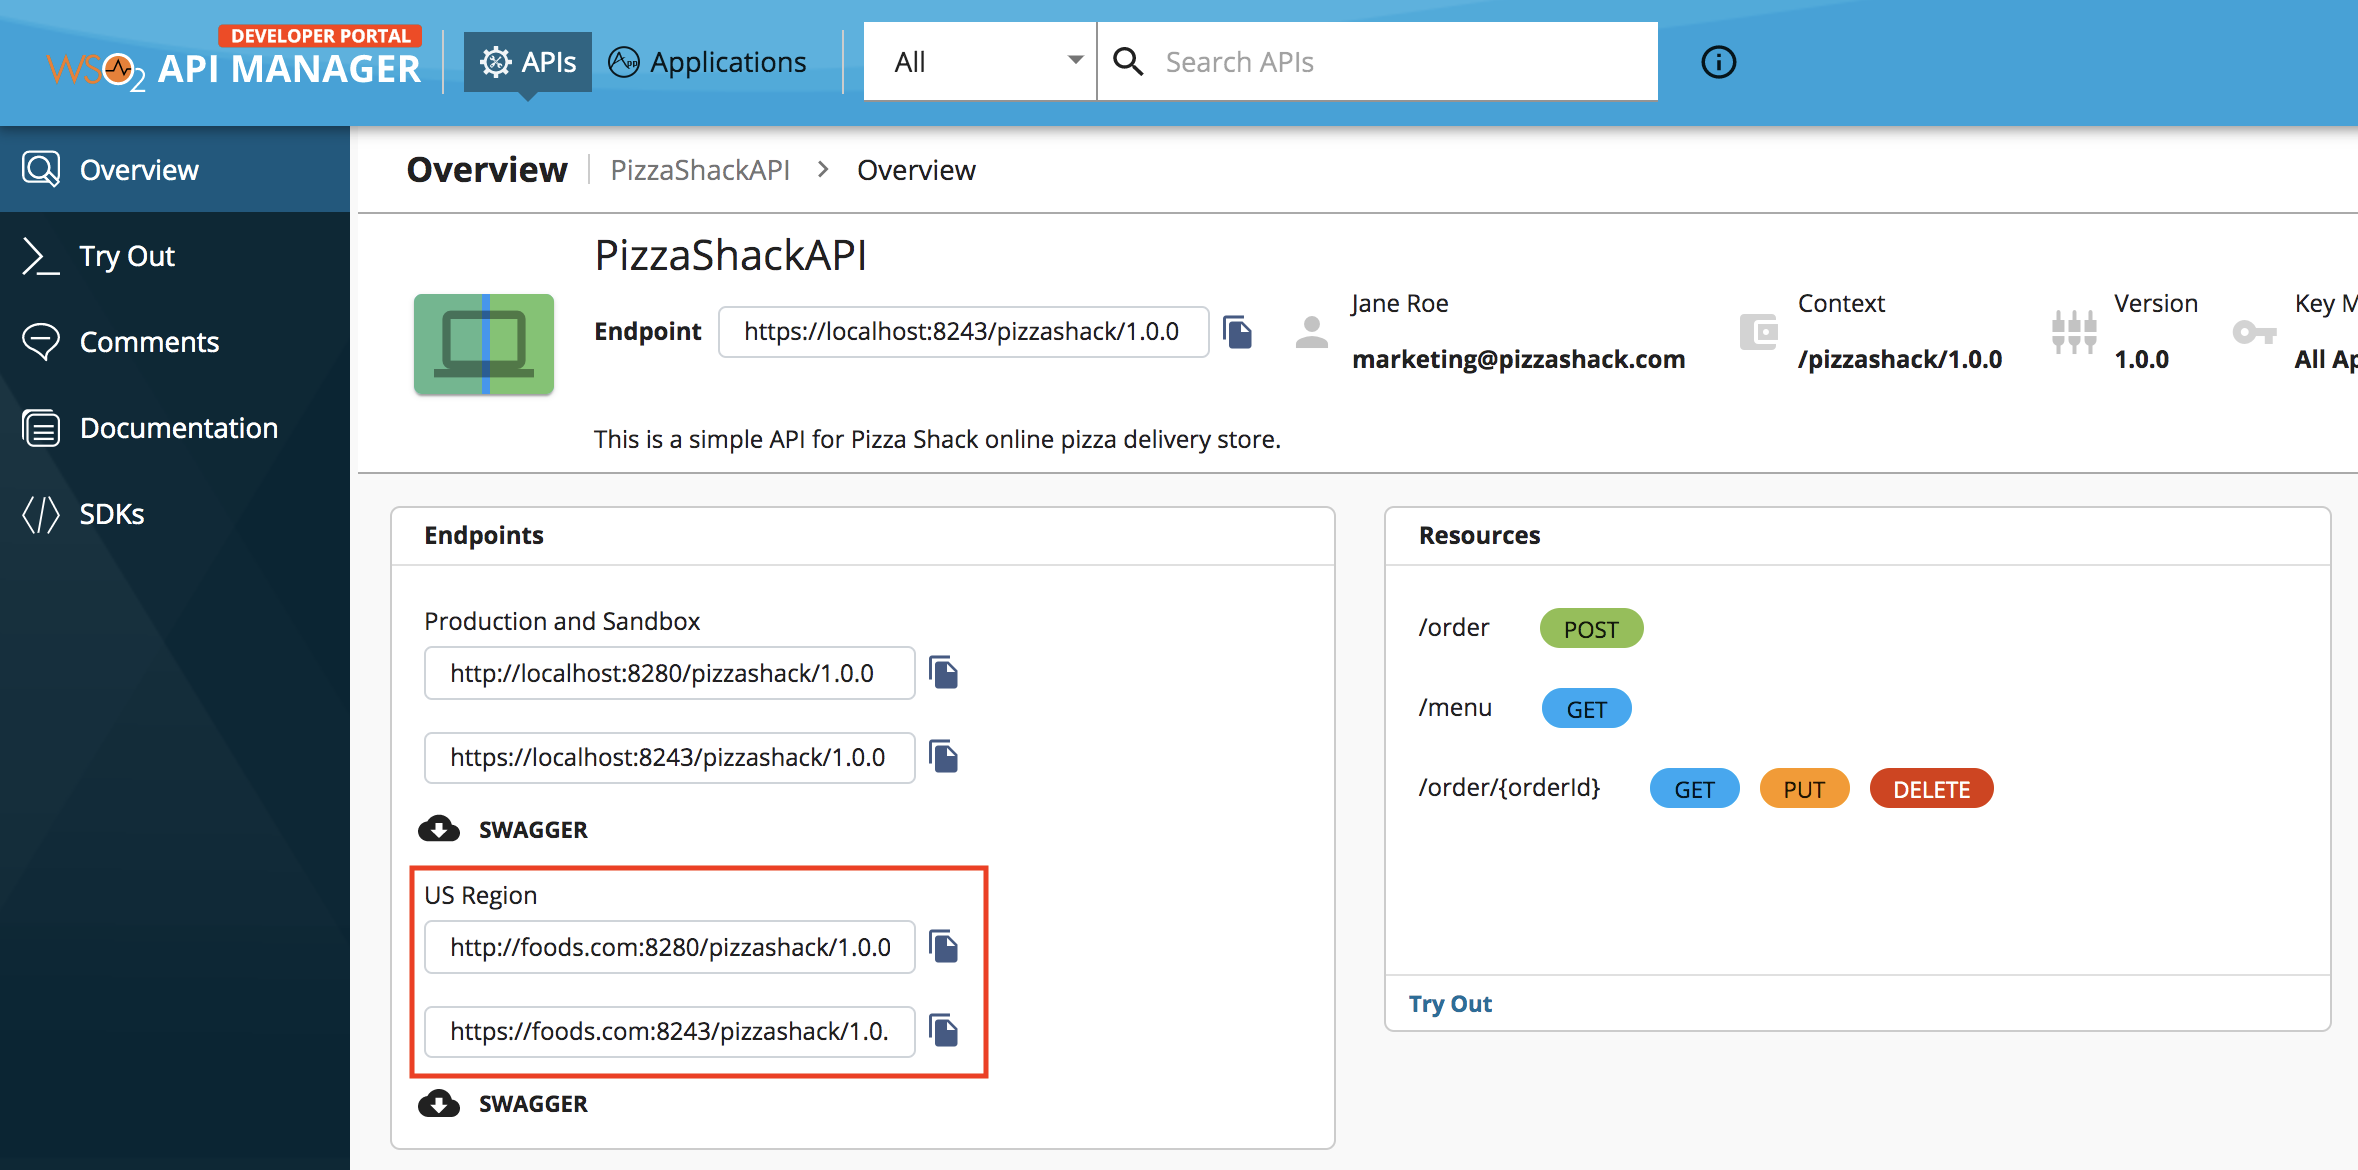 DEVELOPER PORTAL
WSO2 API MANAGER
APIs
Applications
All
Search APIs
Overview
Try Out
Comments
Documentation
SDKs
Overview
PizzaShackAPI > Overview
PizzaShackAPI
Endpoint
https://localhost:8243/pizzashack/1.0.0
Jane Roe
marketing@pizzashack.com
Context
/pizzashack/1.0.0
Version
1.0.0
Key M
All Ap
This is a simple API for Pizza Shack online pizza delivery store.
Endpoints
Production and Sandbox
http://localhost:8280/pizzashack/1.0.0
https://localhost:8243/pizzashack/1.0.0
SWAGGER
US Region
http://foods.com:8280/pizzashack/1.0.0
https://foods.com:8243/pizzashack/1.0.
SWAGGER
Resources
/order POST
/menu GET
/order/{orderId} GET PUT DELETE
Try Out